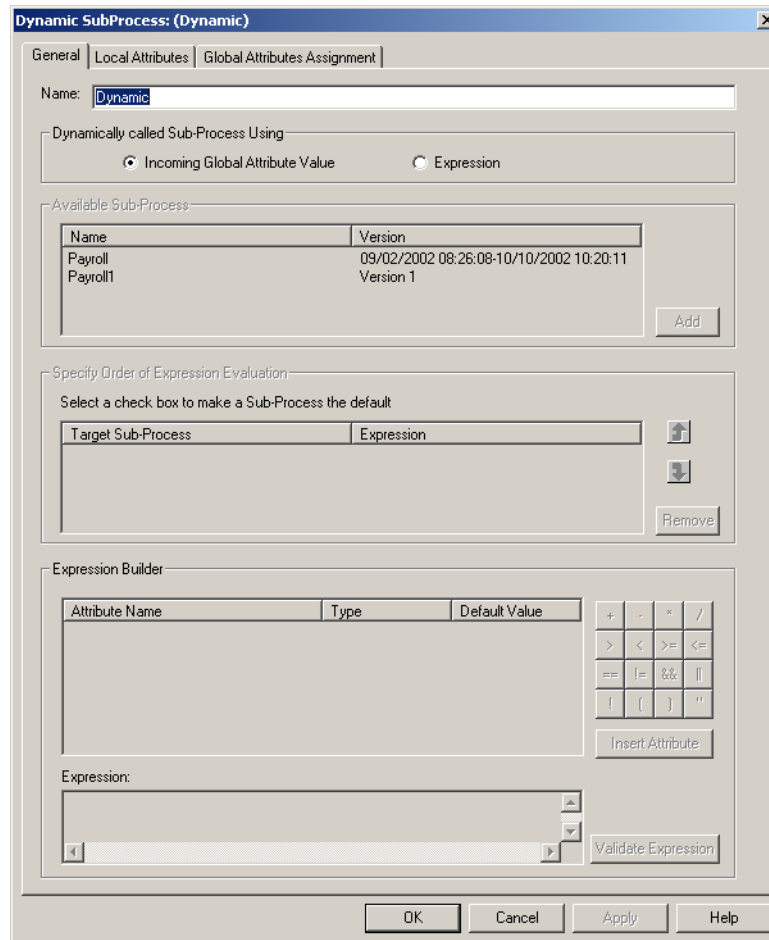 Dynamic SubProcess: (Dynamic)
General Local Attributes Global Attributes Assignment
Name: Dynamic
Dynamically called Sub-Process Using
Incoming Global Attribute Value Expression
Available Sub-Process
Name Version
Payroll 09/02/2002 08:26:08-10/10/2002 10:20:11
Payroll1 Version 1
Add
Specify Order of Expression Evaluation
Select a check box to make a Sub-Process the default
Target Sub-Process Expression
Remove
Expression Builder
Attribute Name Type Default Value
+ - * /
> < >= <=
== != && ||
! ( ) "
Insert Attribute
Expression:
Validate Expression
OK Cancel Apply Help